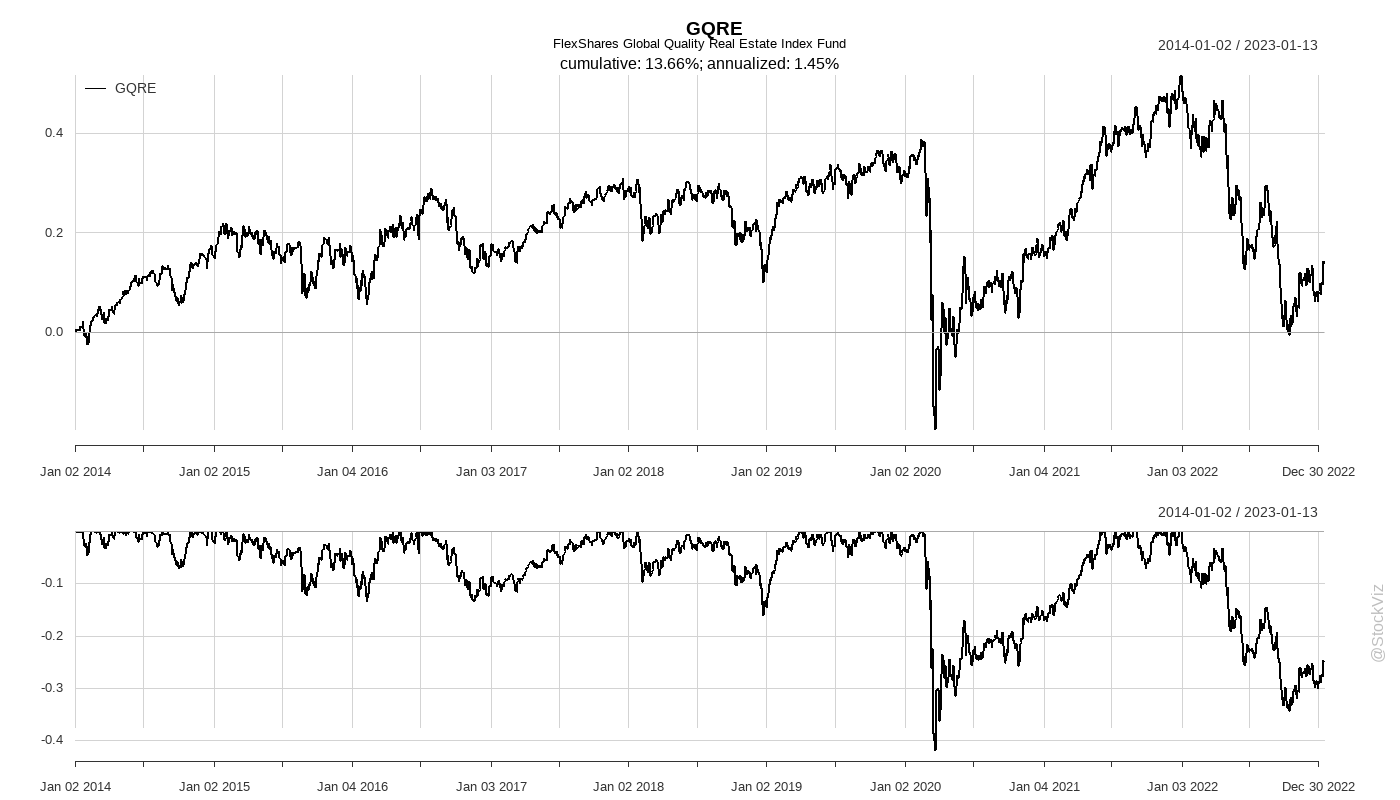 GQRE
FlexShares Global Quality Real Estate Index Fund
2014-01-02 / 2023-01-13
cumulative: 13.66%; annualized: 1.45%
GQRE
0.4
0.2
0.0
Jan 02 2014 Jan 02 2015 Jan 04 2016 Jan 03 2017 Jan 02 2018 Jan 02 2019 Jan 02 2020 Jan 04 2021 Jan 03 2022 Dec 30 2022
2014-01-02 / 2023-01-13
-0.1
-0.2
-0.3
-0.4
Jan 02 2014 Jan 02 2015 Jan 04 2016 Jan 03 2017 Jan 02 2018 Jan 02 2019 Jan 02 2020 Jan 04 2021 Jan 03 2022 Dec 30 2022
@StockViz